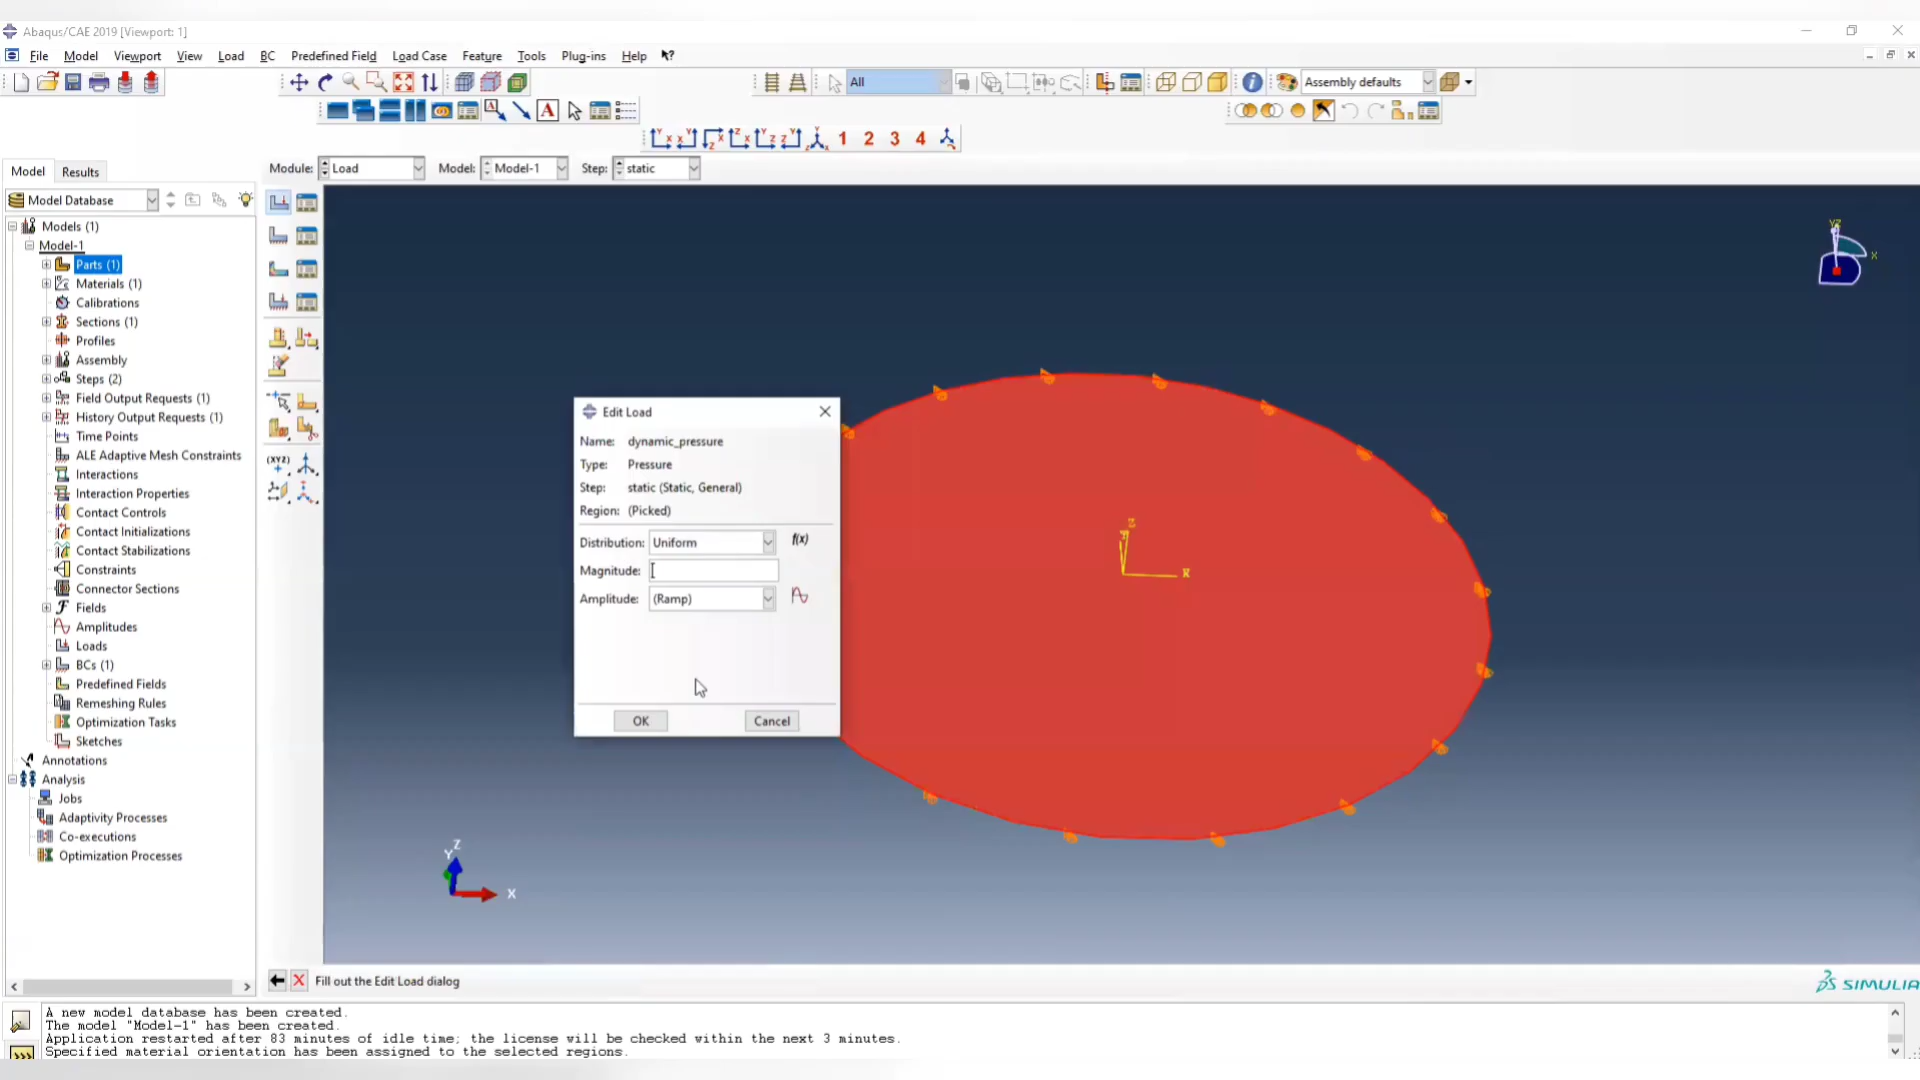 Abaqus/CAE 2019 [Viewport: 1]
File Model Viewport View Load BC Predefined Field Load Case Feature Tools Plug-ins Help
All
Assembly defaults
1 2 3 4
Model Results
Module: Load Model: Model-1 Step: static
Model Database
Models (1)
Model-1
Parts (1)
Materials (1)
Calibrations
Sections (1)
Profiles
Assembly
Steps (2)
Field Output Requests (1)
History Output Requests (1)
Time Points
ALE Adaptive Mesh Constraints
Interactions
Interaction Properties
Contact Controls
Contact Initializations
Contact Stabilizations
Constraints
Connector Sections
Fields
Amplitudes
Loads
BCs (1)
Predefined Fields
Remeshing Rules
Optimization Tasks
Sketches
Annotations
Analysis
Jobs
Adaptivity Processes
Co-executions
Optimization Processes
(XYZ)
Edit Load
Name: dynamic_pressure
Type: Pressure
Step: static (Static, General)
Region: (Picked)
Distribution: Uniform f(x)
Magnitude:
Amplitude: (Ramp)
OK Cancel
Z
X
Z
Y
X
Fill out the Edit Load dialog
SIMULIA
A new model database has been created.
The model "Model-1" has been created.
Application restarted after 83 minutes of idle time; the license will be checked within the next 3 minutes.
Specified material orientation has been assigned to the selected regions.